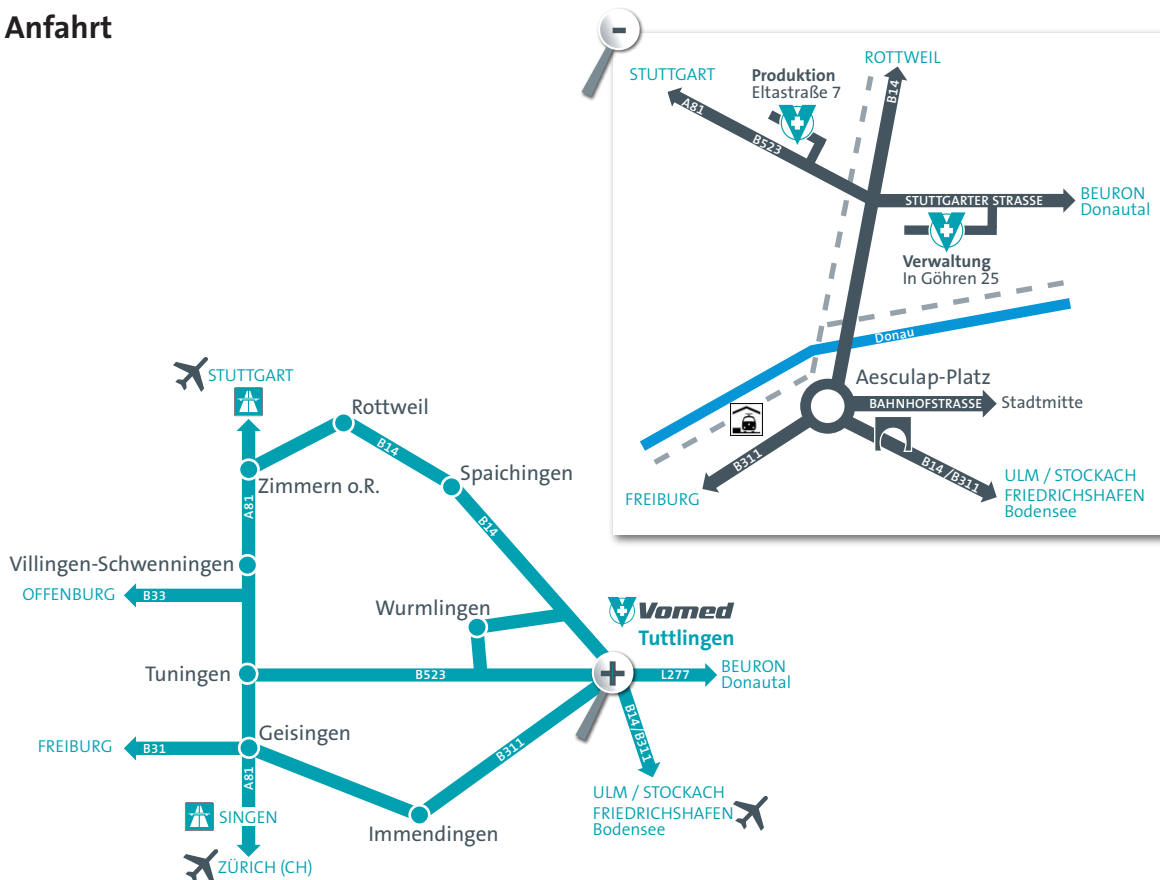 Anfahrt
ROTTWEIL
STUTTGART
Produktion
Eltastraße 7
B14
A81
B523
STUTTGARTER STRASSE
BEURON
Donautal
Verwaltung
In Göhren 25
Donau
Aesculap-Platz
BAHNHOFSTRASSE
Stadtmitte
B311
B14/B311
FREIBURG
ULM / STOCKACH
FRIEDRICHSHAFEN
Bodensee
STUTTGART
Rottweil
B14
Spaichingen
Zimmern o.R.
A81
B14
Villingen-Schwenningen
OFFENBURG
B33
Wurmlingen
Vomed
Tuttlingen
Tuningen
B523
L277
BEURON
Donautal
B14/B311
Geisingen
FREIBURG
B31
B311
A81
ULM / STOCKACH
FRIEDRICHSHAFEN
Bodensee
SINGEN
Immendingen
ZÜRICH (CH)